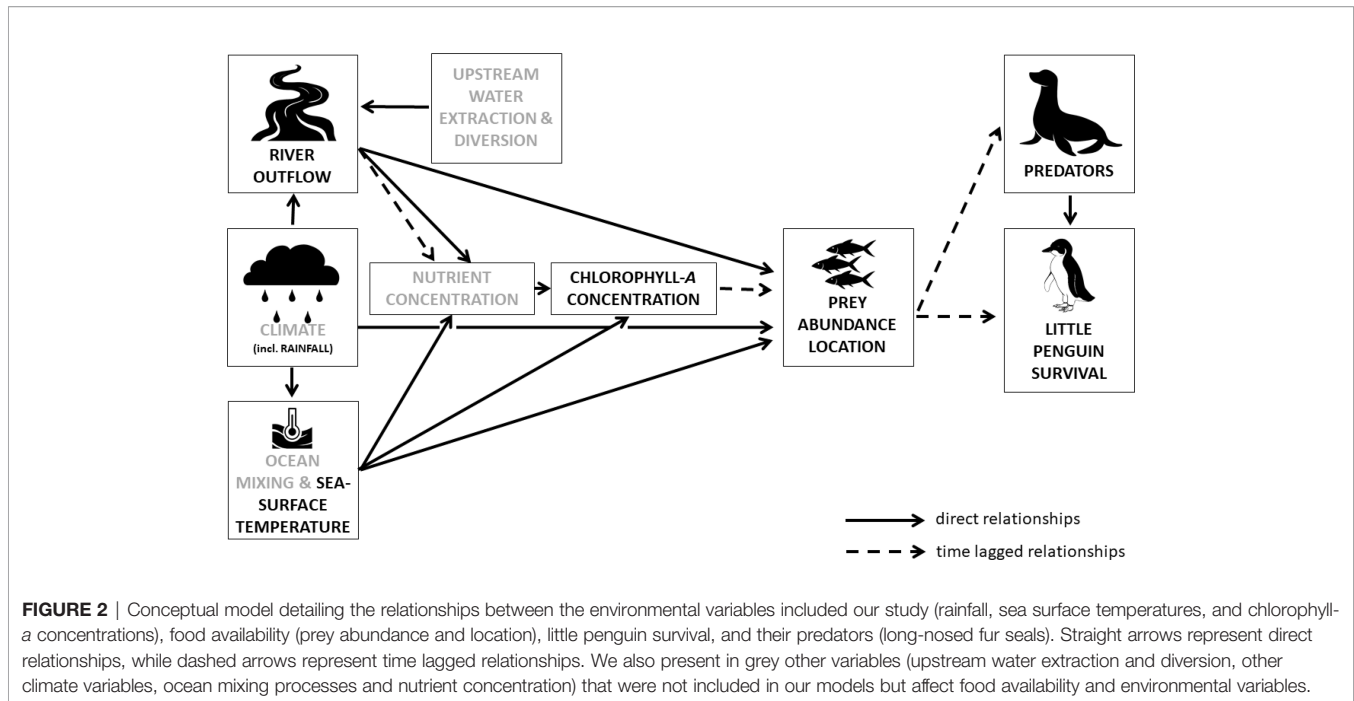 UPSTREAM
WATER
EXTRACTION &
DIVERSION
RIVER
OUTFLOW
PREDATORS
CLIMATE
(incl. RAINFALL)
NUTRIENT
CONCENTRATION
CHLOROPHYLL-A
CONCENTRATION
PREY
ABUNDANCE
LOCATION
LITTLE
PENGUIN
SURVIVAL
OCEAN
MIXING & SEA-
SURFACE
TEMPERATURE
direct relationships
time lagged relationships
FIGURE 2 | Conceptual model detailing the relationships between the environmental variables included our study (rainfall, sea surface temperatures, and chlorophyll-
a concentrations), food availability (prey abundance and location), little penguin survival, and their predators (long-nosed fur seals). Straight arrows represent direct
relationships, while dashed arrows represent time lagged relationships. We also present in grey other variables (upstream water extraction and diversion, other
climate variables, ocean mixing processes and nutrient concentration) that were not included in our models but affect food availability and environmental variables.